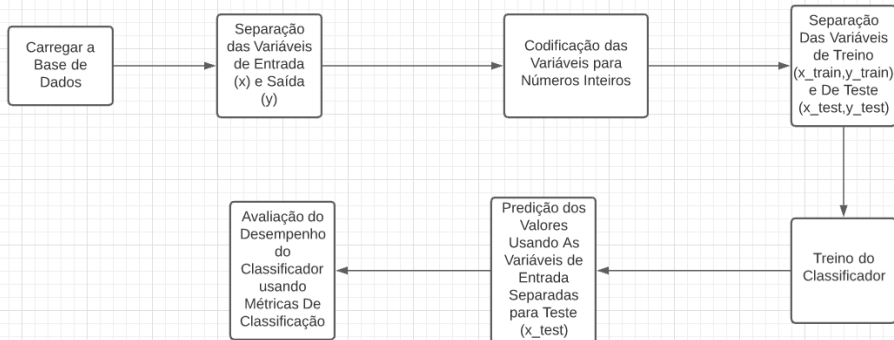 Carregar a
Base de
Dados
Separação
das Variáveis
de Entrada
(x) e Saída
(y)
Codificação das
Variáveis para
Números Inteiros
Separação
Das Variáveis
de Treino
(x_train,y_train)
e De Teste
(x_test,y_test)
Treino do
Classificador
Predição dos
Valores
Usando As
Variáveis de
Entrada
Separadas
para Teste
(x_test)
Avaliação do
Desempenho
do
Classificador
usando
Métricas De
Classificação